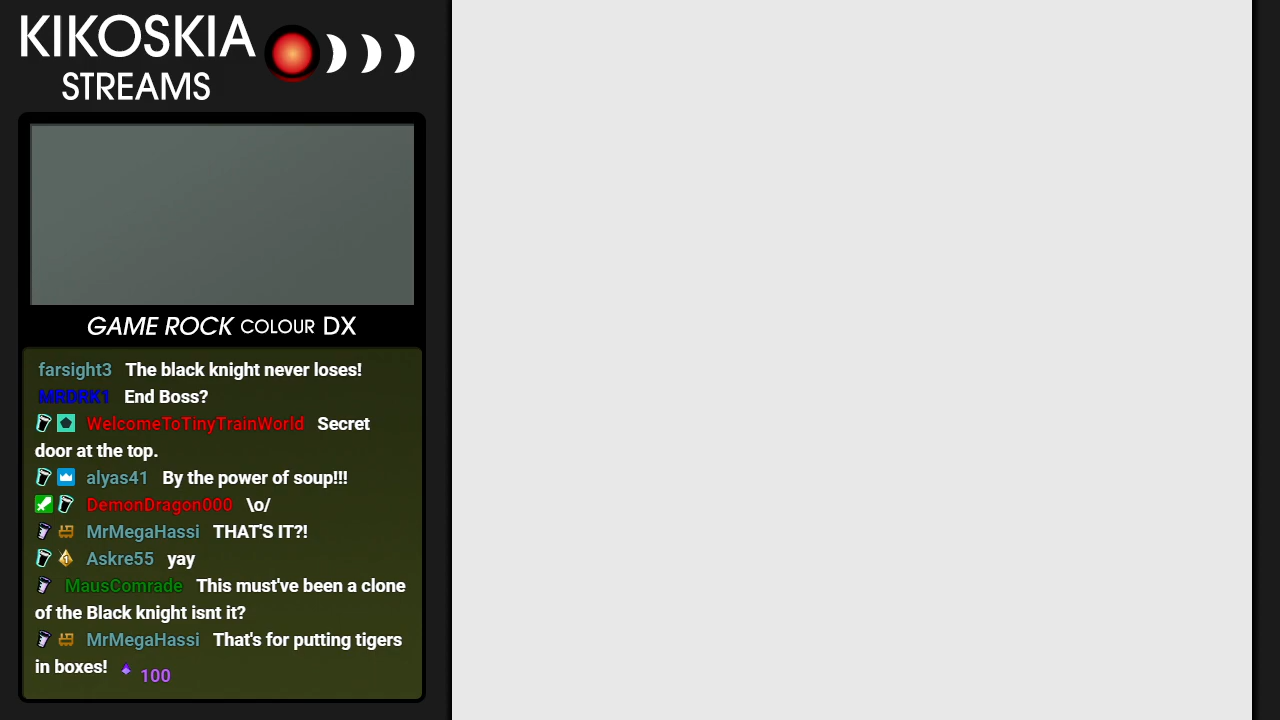 KIKOSKIA
STREAMS
GAME ROCK COLOUR DX
farsight3 The black knight never loses!
MRDRK1 End Boss?
WelcomeToTinyTrainWorld Secret
door at the top.
alyas41 By the power of soup!!!
DemonDragon000 \o/
MrMegaHassi THAT'S IT?!
Askre55 yay
MausComrade This must've been a clone
of the Black knight isnt it?
MrMegaHassi That's for putting tigers
in boxes! 100